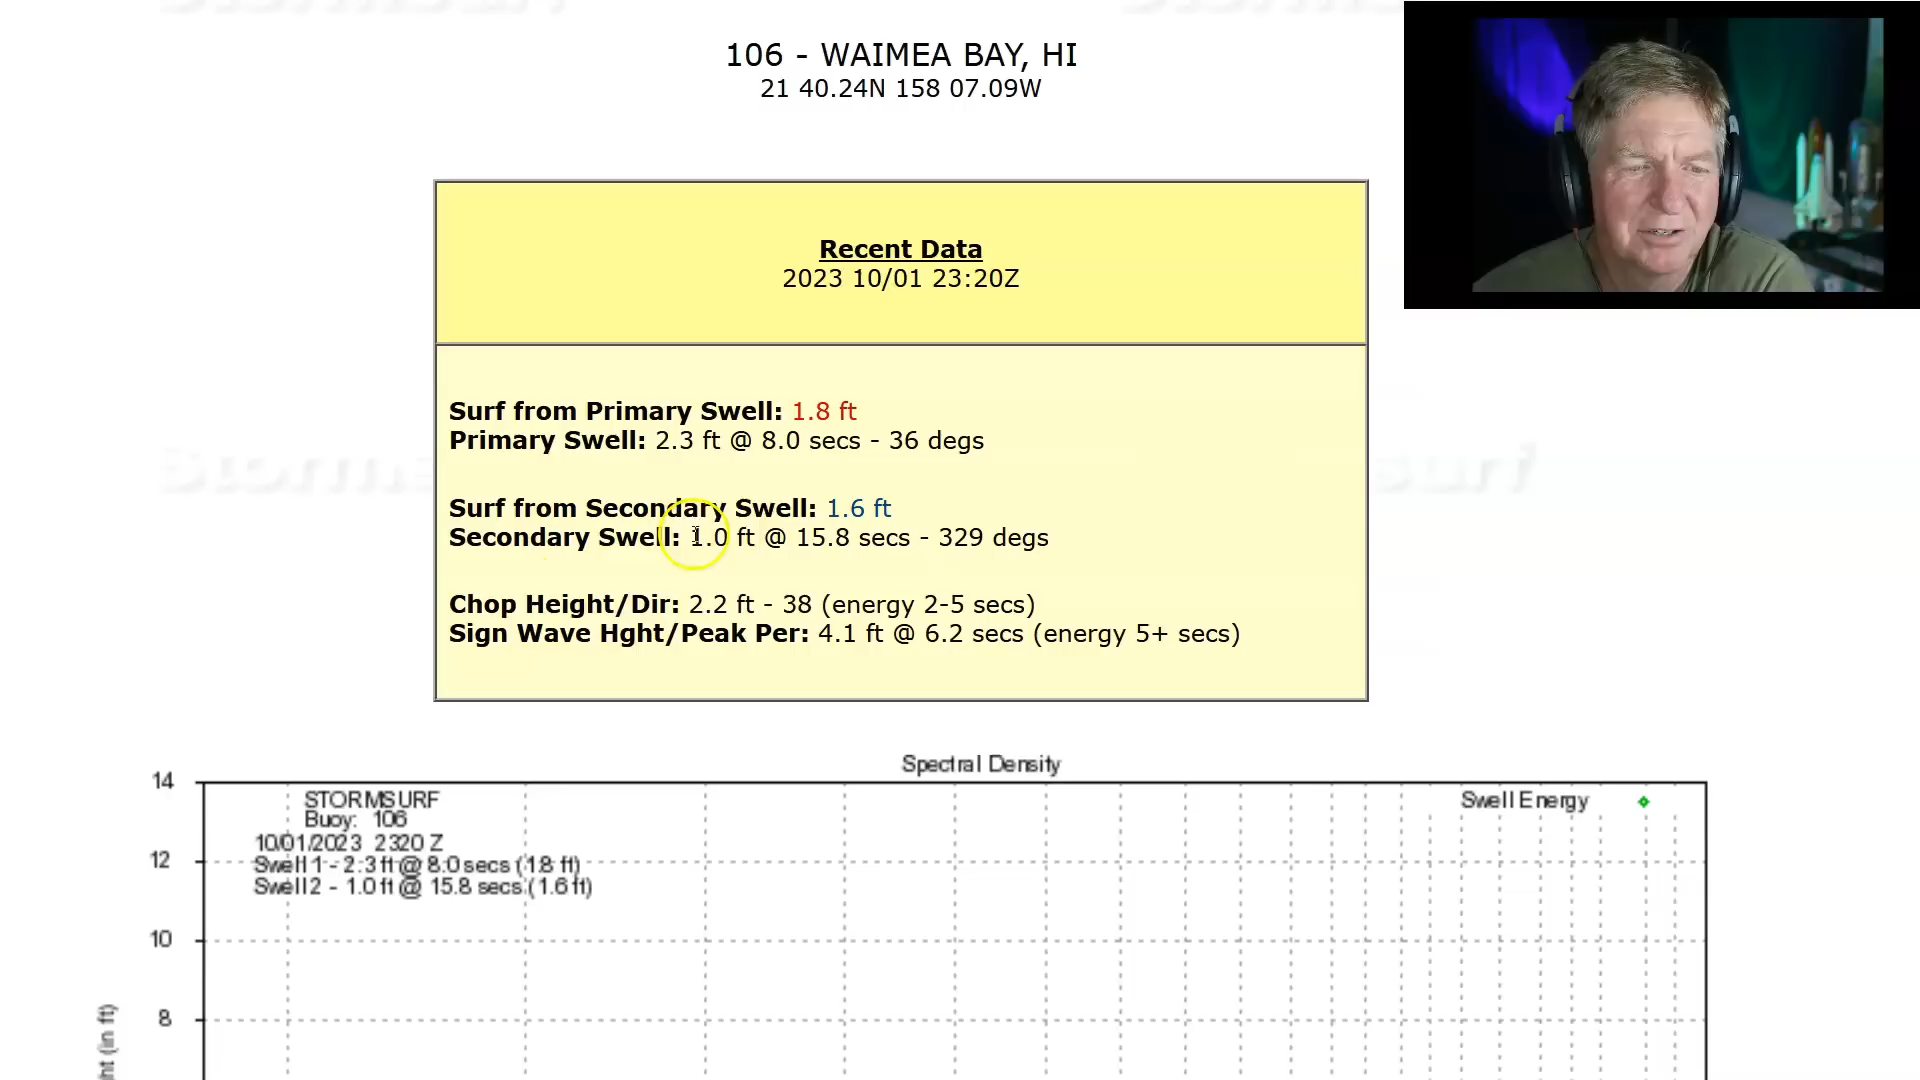 106 - WAIMEA BAY, HI
21 40.24N 158 07.09W
Recent Data
2023 10/01 23:20Z
Surf from Primary Swell: 1.8 ft
Primary Swell: 2.3 ft @ 8.0 secs - 36 degs
Surf from Secondary Swell: 1.6 ft
Secondary Swell: 1.0 ft @ 15.8 secs - 329 degs
Chop Height/Dir: 2.2 ft - 38 (energy 2-5 secs)
Sign Wave Hght/Peak Per: 4.1 ft @ 6.2 secs (energy 5+ secs)
Spectral Density
14
STORMSURF
Swell Energy
Buoy: 106
10/01/2023 2320 Z
12
Swell 1 - 2.3 ft @ 8.0 secs (1.8 ft)
Swell 2 - 1.0 ft @ 15.8 secs (1.6 ft)
10
8
(in ft)